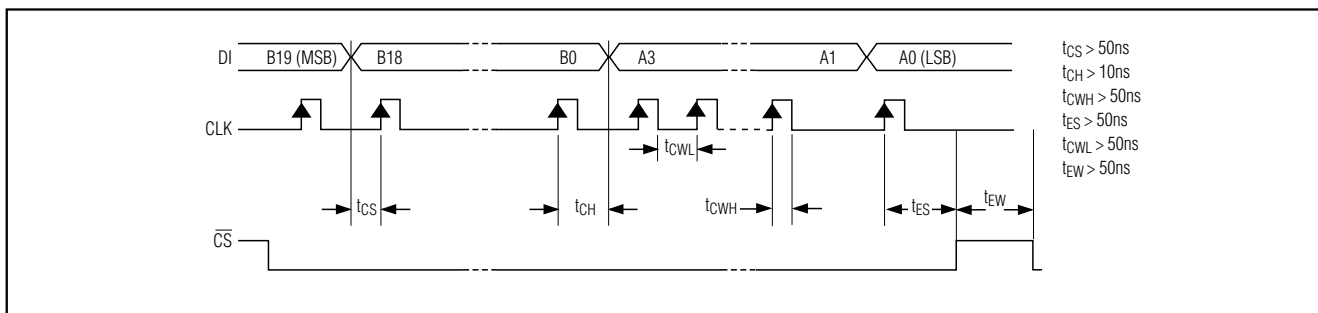 DI B19 (MSB) B18 B0 A3 A1 A0 (LSB)
CLK
tCWL
tCS tCH tCWH tES tEW
CS
tCS > 50ns
tCH > 10ns
tCWH > 50ns
tES > 50ns
tCWL > 50ns
tEW > 50ns